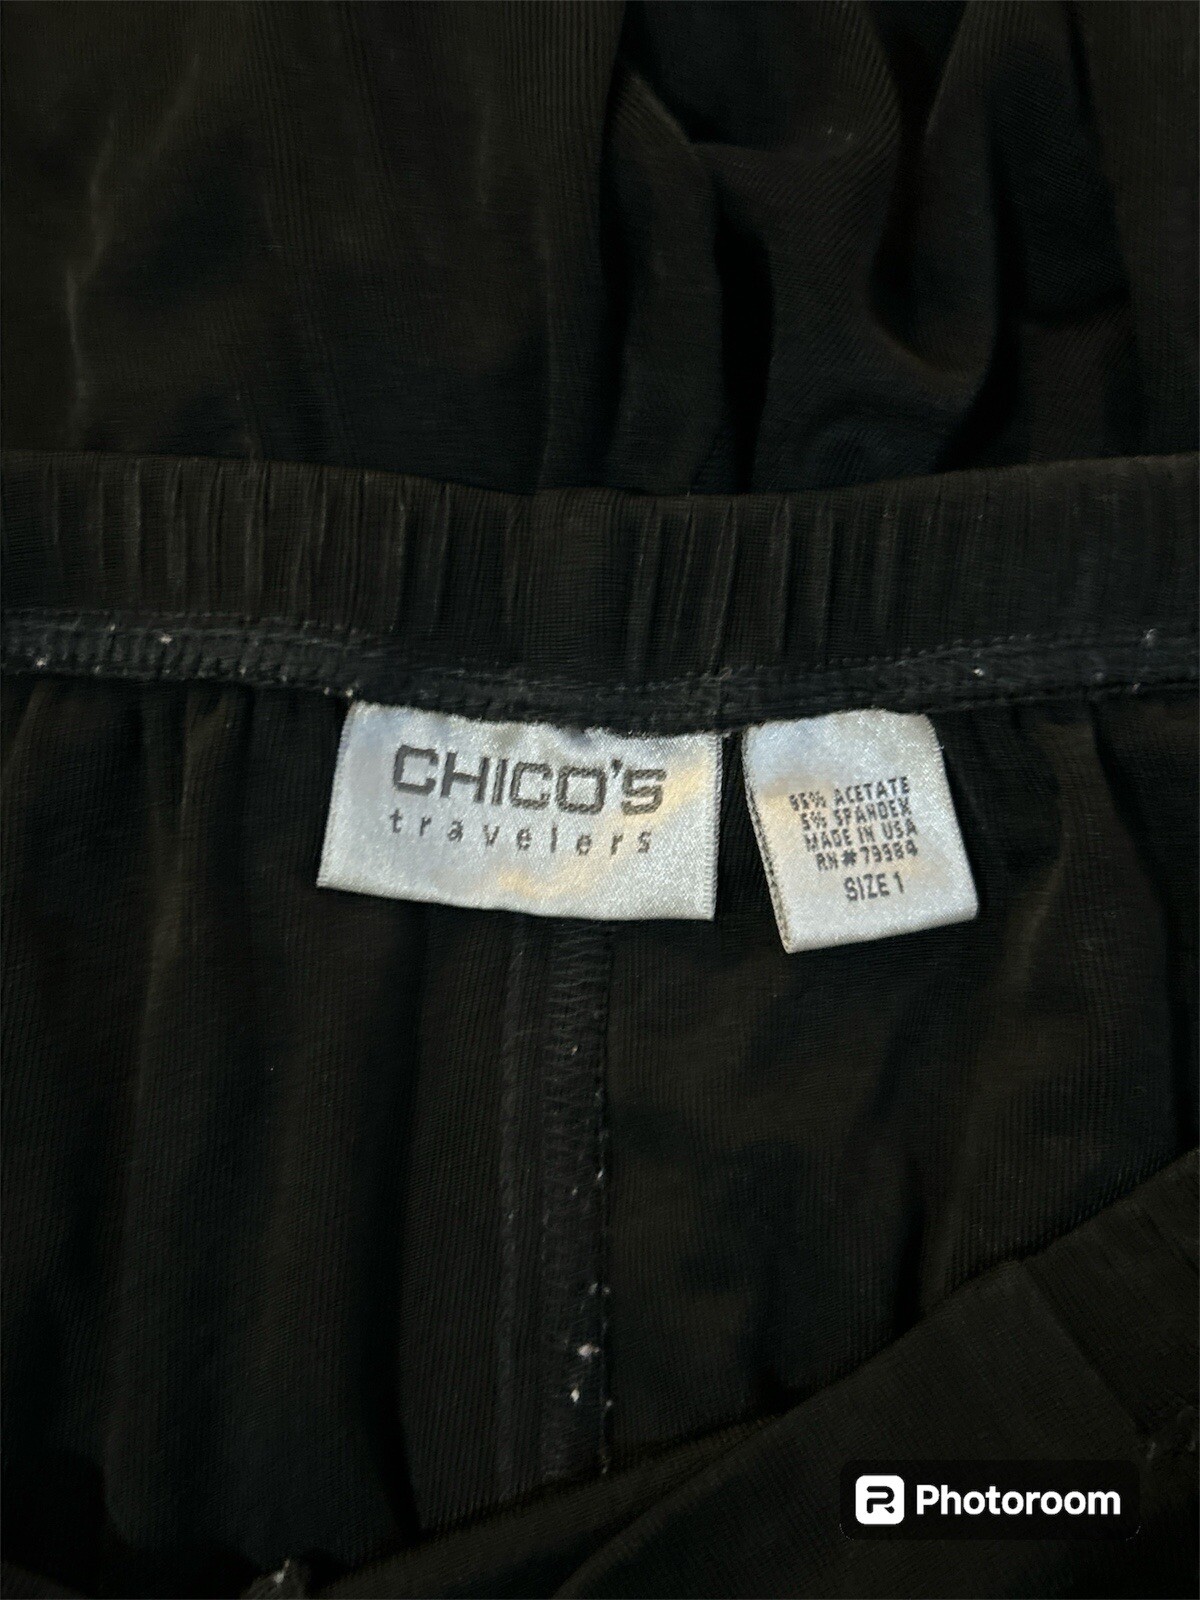 CHICO'S
travelers
95% ACETATE
5% SPANDEX
MADE IN USA
RN# 79984
SIZE 1
Photoroom